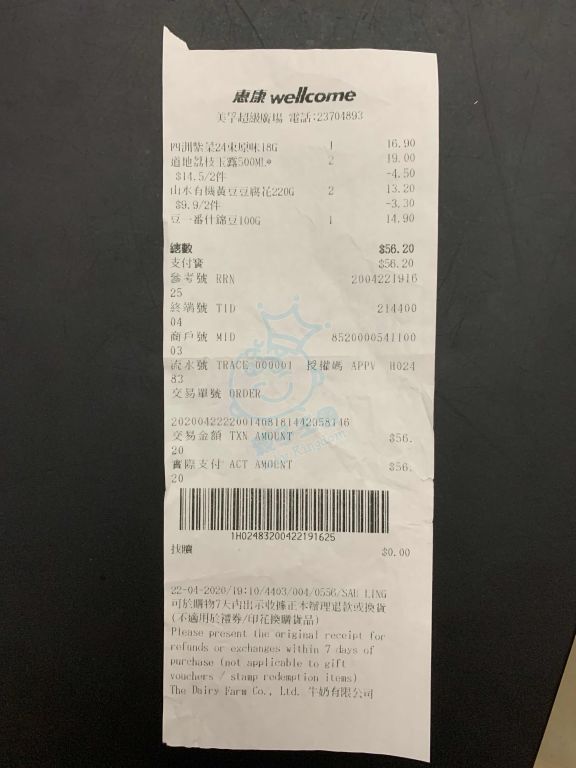 惠康 wellcome
美孚超級廣場 電話:23704893
四洲紫菜24束原味18G 1 16.90
道地荔枝玉露500ML* 2 19.00
$14.5/2件 -4.50
山水有機黃豆豆腐花220G 2 13.20
$9.9/2件 -3.30
豆一番什錦豆100G 1 14.90
總數 $56.20
支付寳 $56.20
參考號 RRN 2004221916
25
終端號 TID 214400
04
商戶號 MID 8520000541100
03
流水號 TRACE 000001 授權碼 APPV H024
83
交易單號 ORDER
2020042222001408181442058146
交易金額 TXN AMOUNT $56.
20
實際支付 ACT AMOUNT $56.
20
1H02483200422191625
找贖 $0.00
22-04-2020/19:10/4403/004/0556/SAU LING
可於購物7天內出示收據正本辦理退款或換貨
(不適用於禮券/印花換購貨品)
Please present the original receipt for
refunds or exchanges within 7 days of
purchase (not applicable to gift
vouchers / stamp redemption items)
The Dairy Farm Co., Ltd. 牛奶有限公司